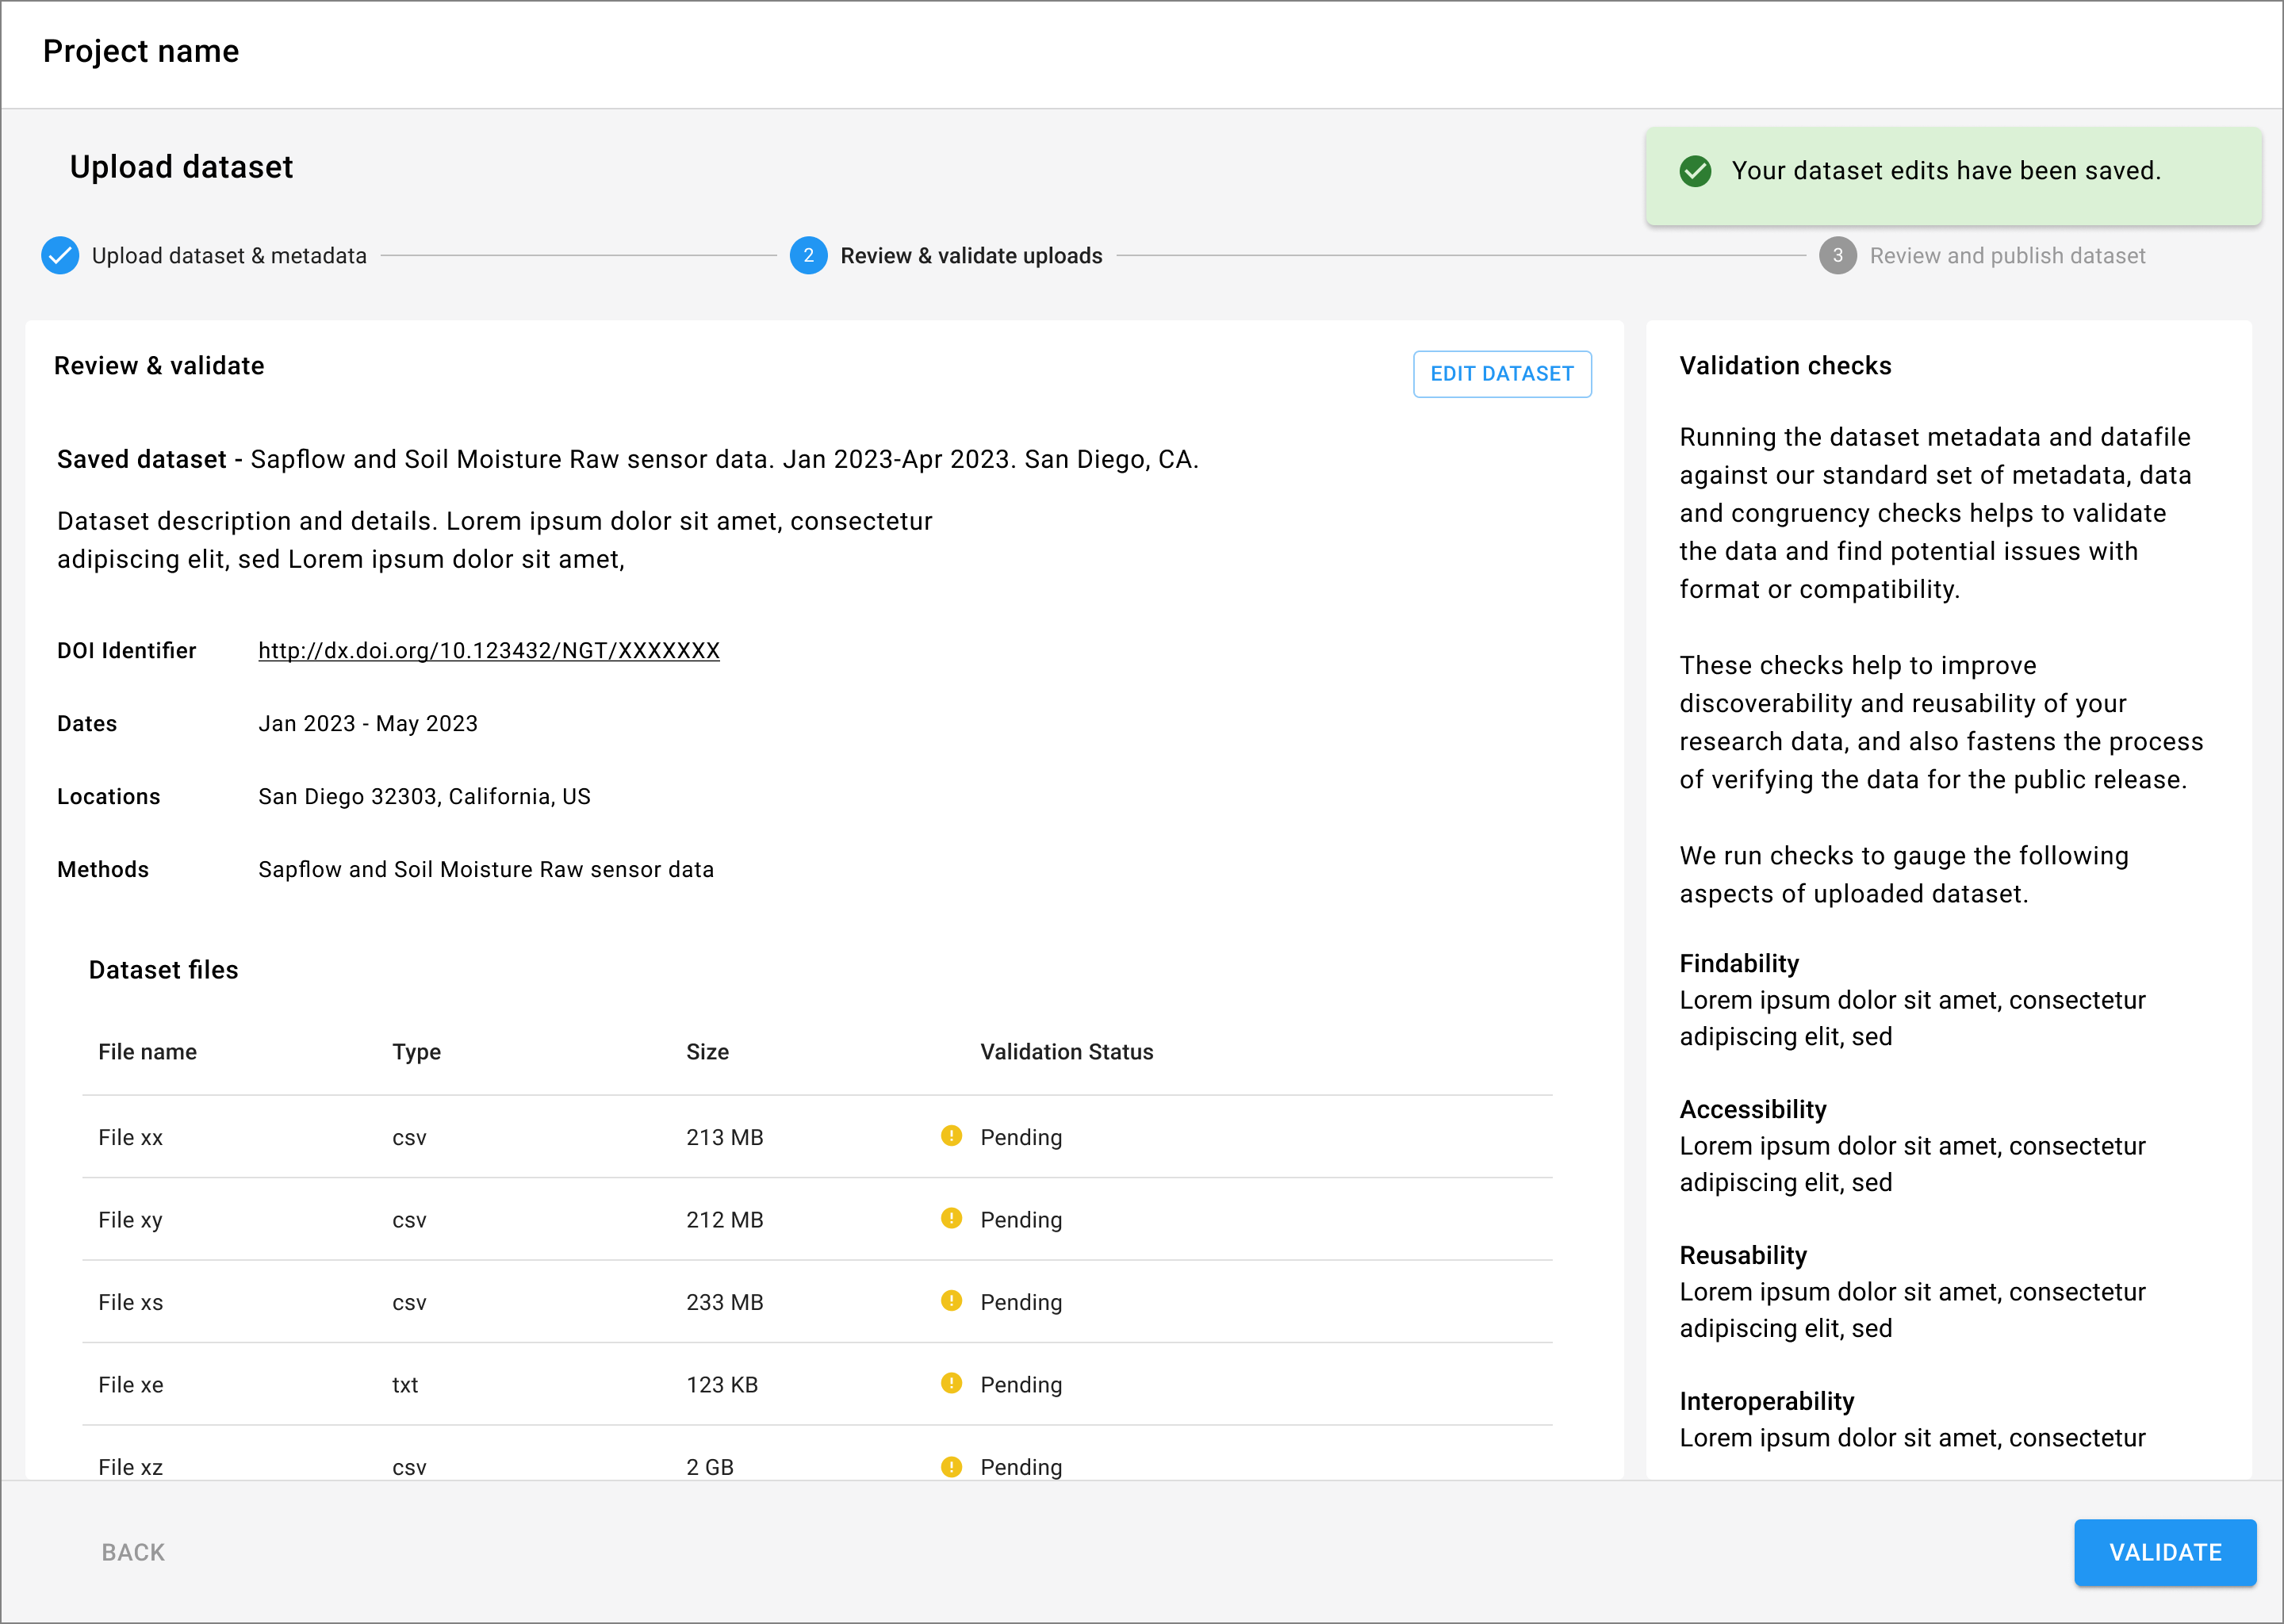 Project name
Upload dataset
Your dataset edits have been saved.
Upload dataset & metadata
2 Review & validate uploads
3 Review and publish dataset
Review & validate
EDIT DATASET
Saved dataset - Sapflow and Soil Moisture Raw sensor data. Jan 2023-Apr 2023. San Diego, CA.
Dataset description and details. Lorem ipsum dolor sit amet, consectetur
adipiscing elit, sed Lorem ipsum dolor sit amet,
DOI Identifier http://dx.doi.org/10.123432/NGT/XXXXXXX
Dates Jan 2023 - May 2023
Locations San Diego 32303, California, US
Methods Sapflow and Soil Moisture Raw sensor data
Dataset files
File name Type Size Validation Status
File xx csv 213 MB Pending
File xy csv 212 MB Pending
File xs csv 233 MB Pending
File xe txt 123 KB Pending
File xz csv 2 GB Pending
Validation checks
Running the dataset metadata and datafile
against our standard set of metadata, data
and congruency checks helps to validate
the data and find potential issues with
format or compatibility.
These checks help to improve
discoverability and reusability of your
research data, and also fastens the process
of verifying the data for the public release.
We run checks to gauge the following
aspects of uploaded dataset.
Findability
Lorem ipsum dolor sit amet, consectetur
adipiscing elit, sed
Accessibility
Lorem ipsum dolor sit amet, consectetur
adipiscing elit, sed
Reusability
Lorem ipsum dolor sit amet, consectetur
adipiscing elit, sed
Interoperability
Lorem ipsum dolor sit amet, consectetur
BACK
VALIDATE